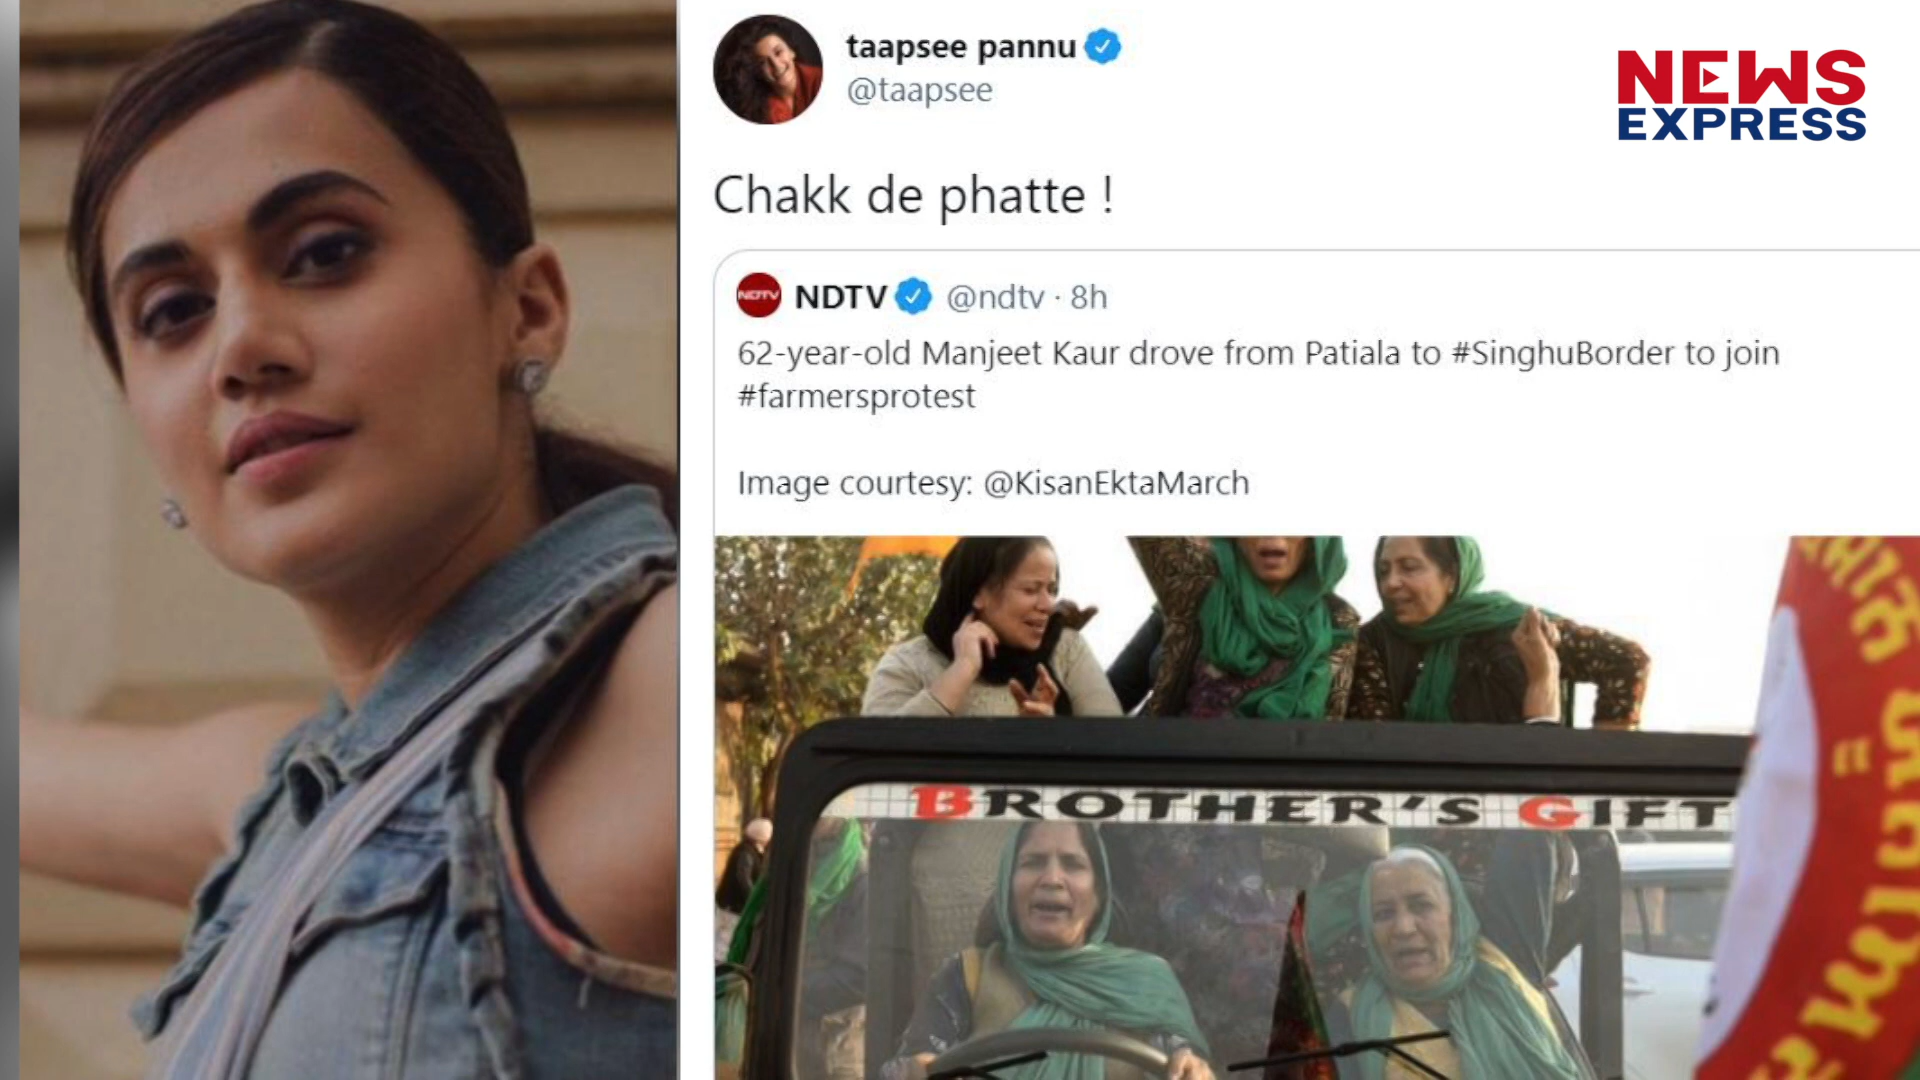 taapsee pannu
@taapsee
NEWS
EXPRESS
Chakk de phatte !
NDTV
NDTV @ndtv · 8h
62-year-old Manjeet Kaur drove from Patiala to #SinghuBorder to join
#farmersprotest
Image courtesy: @KisanEktaMarch
BROTHER'S GIFT